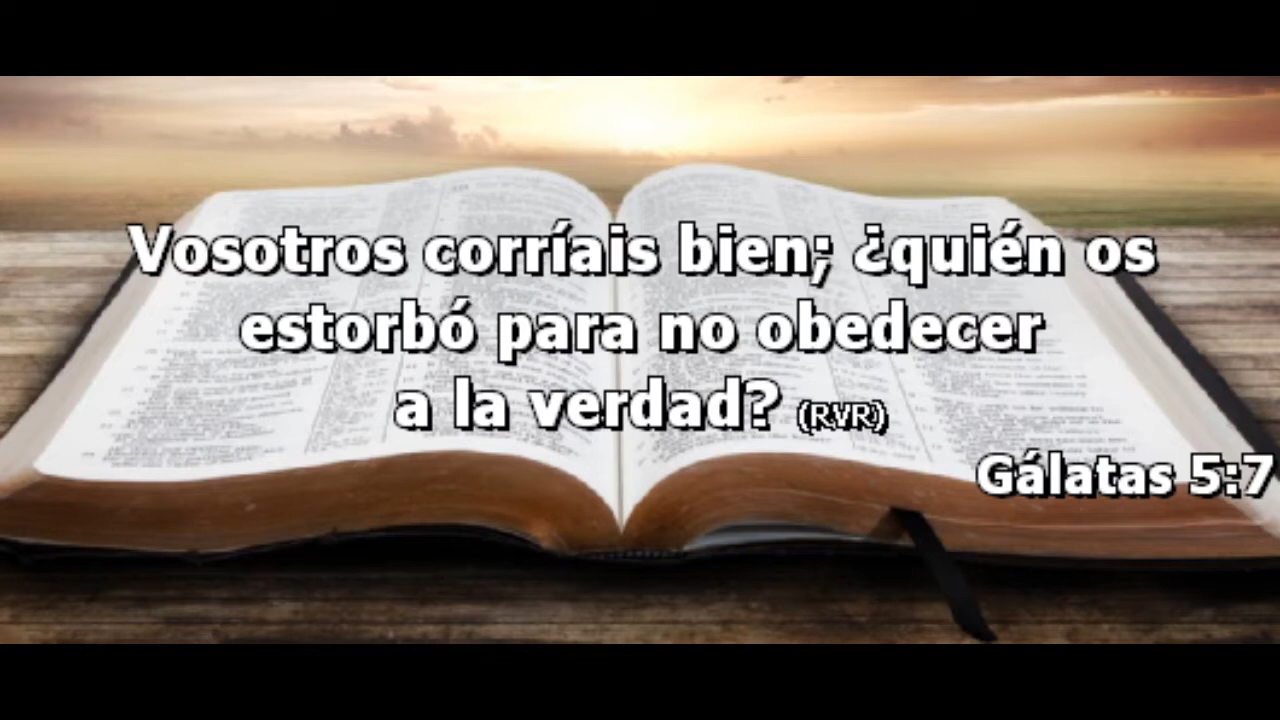 Vosotros corríais bien; ¿quién os
estorbó para no obedecer
a la verdad? (RVR)
Gálatas 5:7